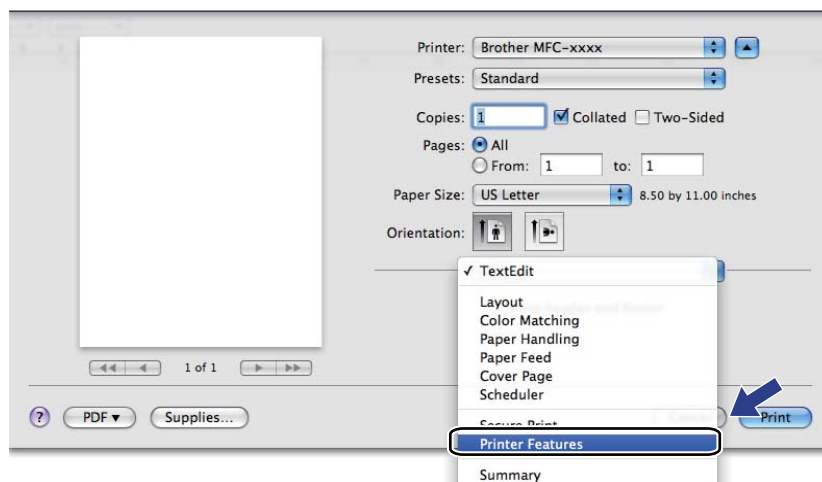 Printer: Brother MFC-xxxx
Presets: Standard
Copies: 1 Collated Two-Sided
Pages: All
From: 1 to: 1
Paper Size: US Letter 8.50 by 11.00 inches
Orientation:
✓ TextEdit
Layout
Color Matching
Paper Handling
Paper Feed
Cover Page
Scheduler
Secure Print
Printer Features
Summary
1 of 1
? PDF▼ Supplies... Print